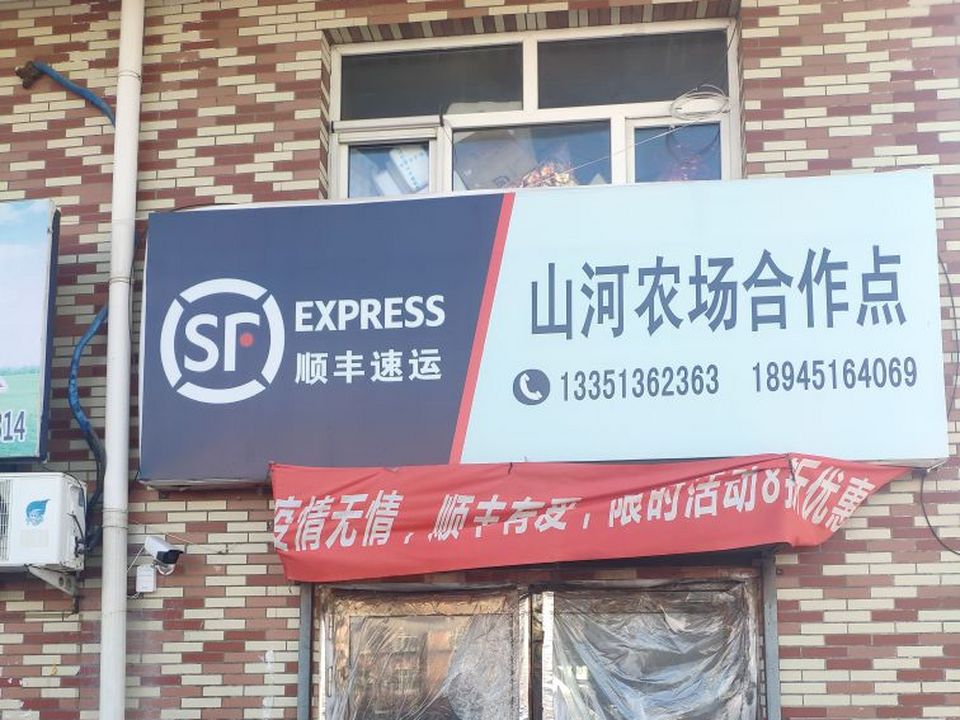 SF EXPRESS
顺丰速运
山河农场合作点
13351362363 18945164069
疫情无情，顺丰有爱，限时活动8折优惠
314